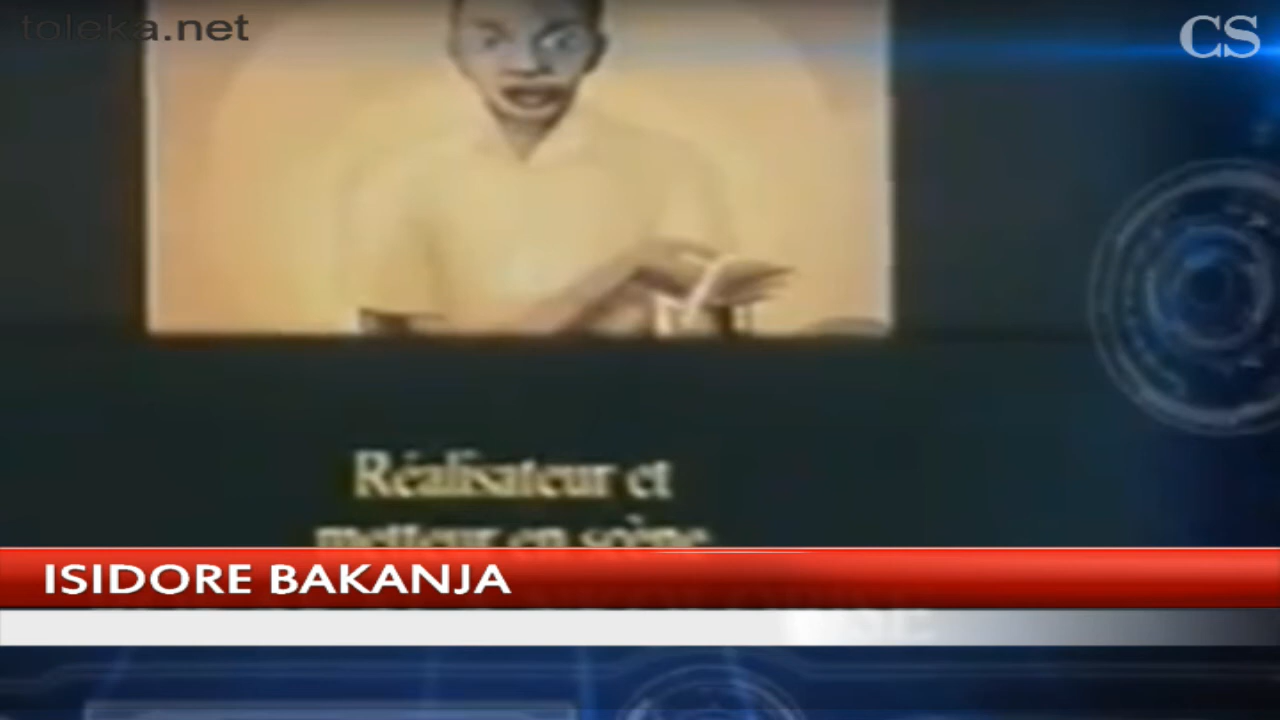 toleka.net
CS
Réalisateur et
metteur en scène
ISIDORE BAKANJA